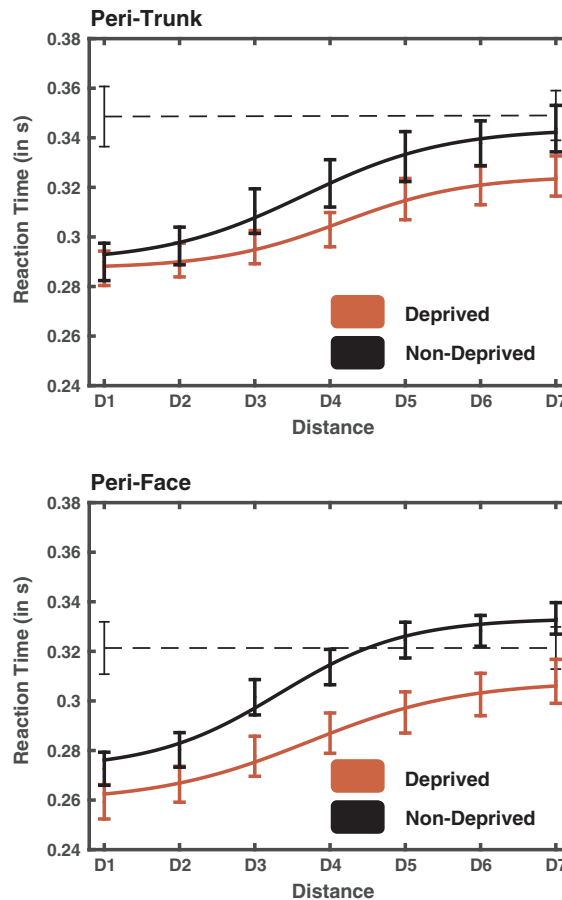 Peri-Trunk
0.38
0.36
0.34
0.32
0.3
0.28
0.26
0.24
Reaction Time (in s)
Deprived
Non-Deprived
D1 D2 D3 D4 D5 D6 D7
Distance
Peri-Face
0.38
0.36
0.34
0.33
0.32
0.3
0.28
0.26
0.24
Reaction Time (in s)
Deprived
Non-Deprived
D1 D2 D3 D4 D5 D6 D7
Distance